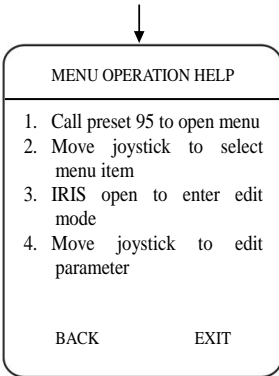 MENU OPERATION HELP
1. Call preset 95 to open menu
2. Move joystick to select
menu item
3. IRIS open to enter edit
mode
4. Move joystick to edit
parameter
BACK EXIT